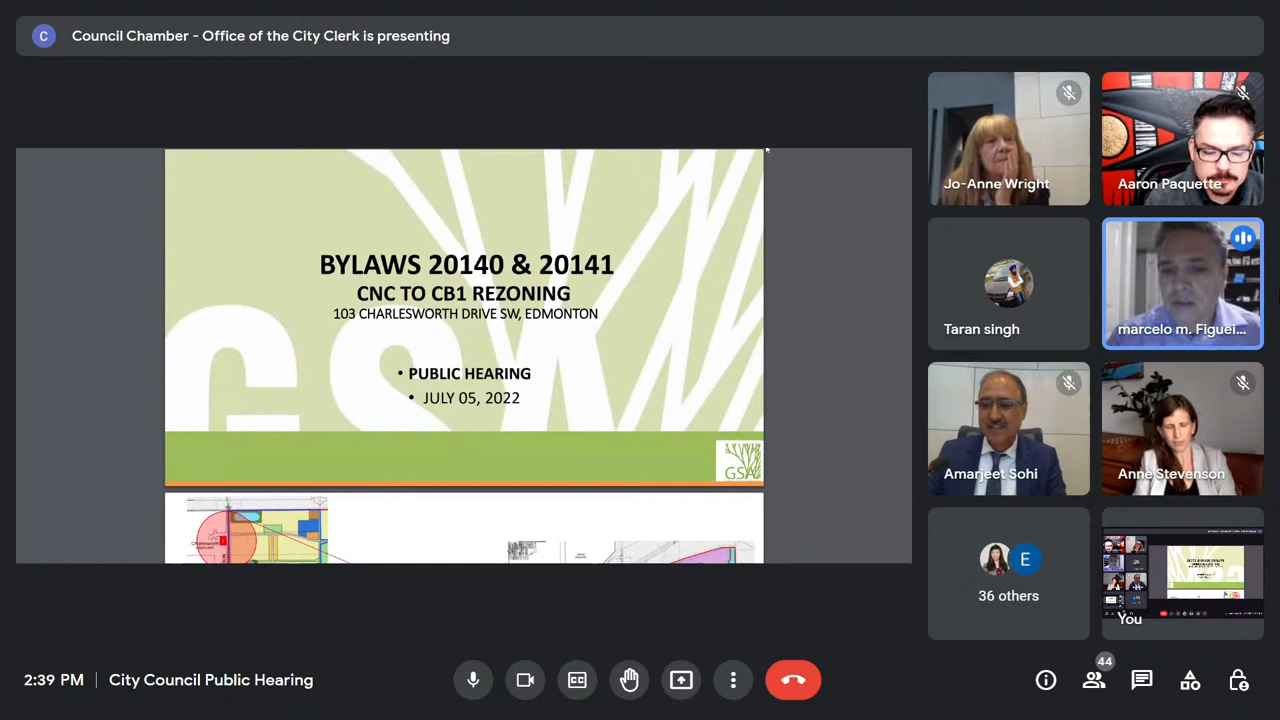 C
Council Chamber - Office of the City Clerk is presenting
BYLAWS 20140 & 20141
CNC TO CB1 REZONING
103 CHARLESWORTH DRIVE SW, EDMONTON
• PUBLIC HEARING
• JULY 05, 2022
GSA
GSA
Jo-Anne Wright
Aaron Paquette
Taran singh
marcelo m. Figuei...
Amarjeet Sohi
Anne Stevenson
E
36 others
You
2:39 PM
City Council Public Hearing
CC
44